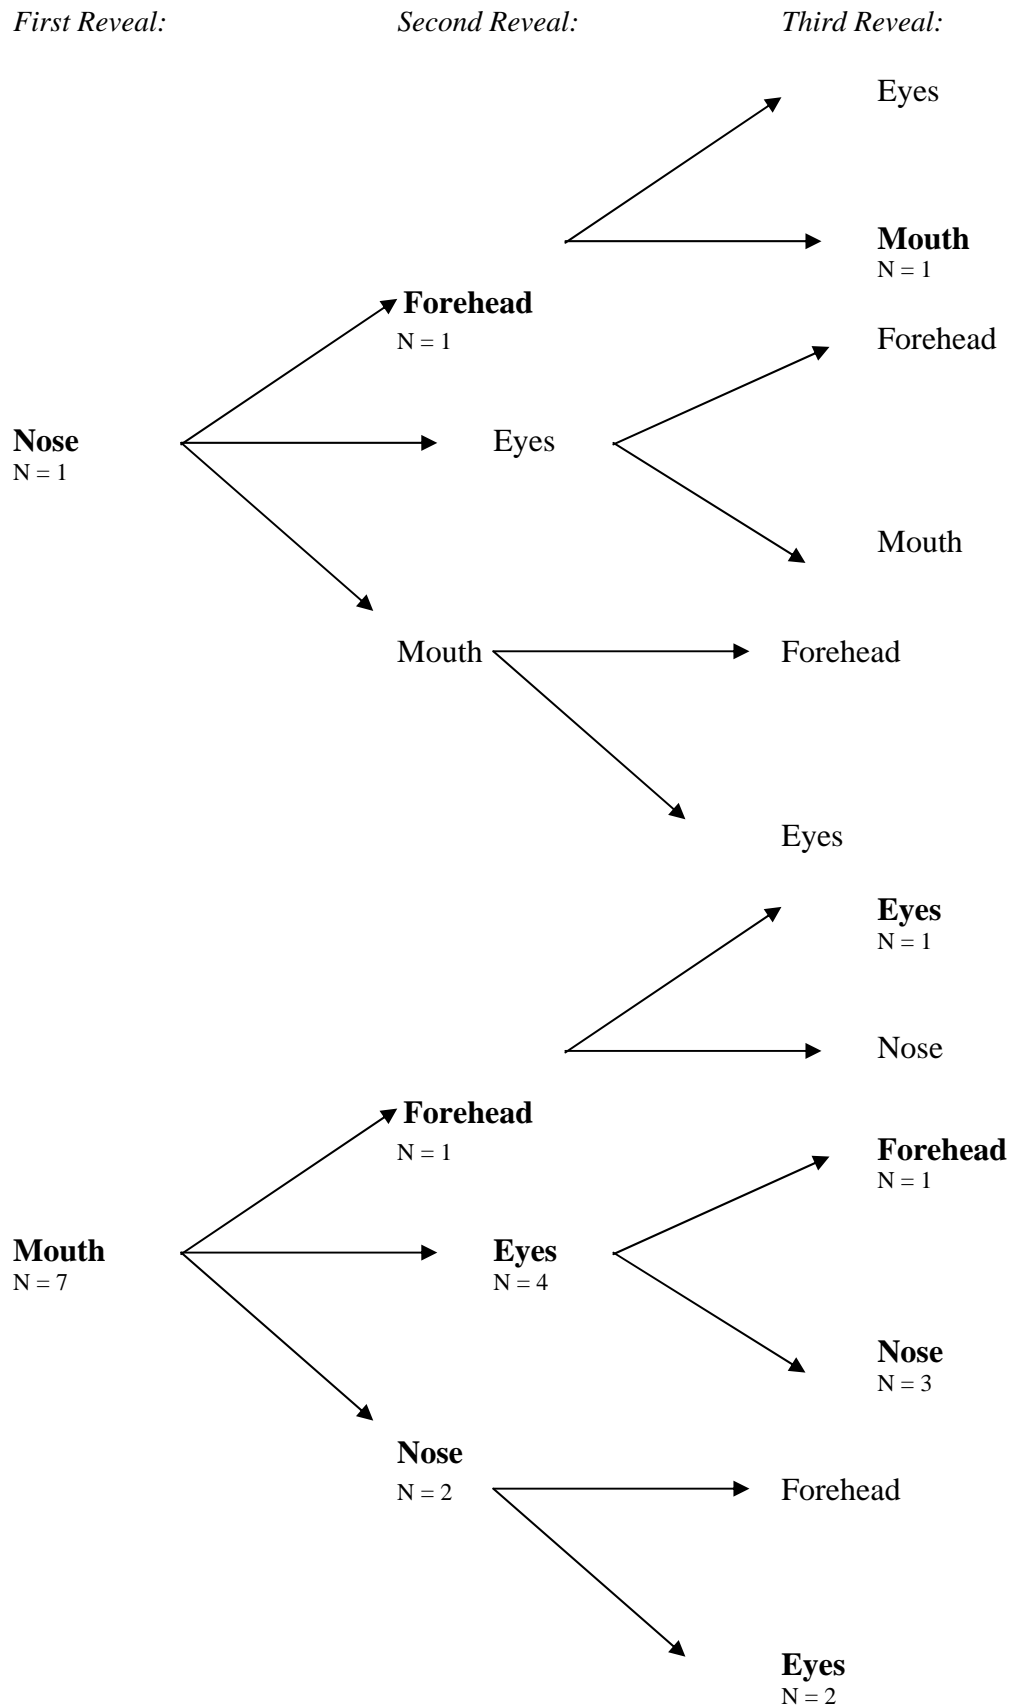 First Reveal: Second Reveal: Third Reveal:
Eyes
Mouth
N = 1
Forehead
N = 1
Forehead
Nose
N = 1
Eyes
Mouth
Mouth
Forehead
Eyes
Eyes
N = 1
Nose
Forehead
N = 1
Forehead
N = 1
Mouth
N = 7
Eyes
N = 4
Nose
N = 3
Nose
N = 2
Forehead
Eyes
N = 2